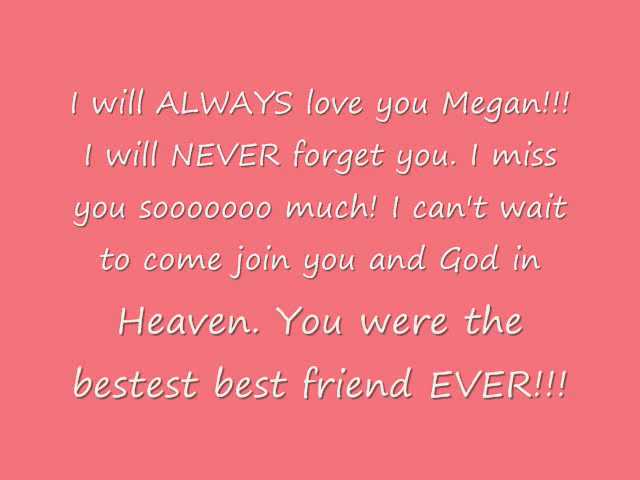 I will ALWAYS love you Megan!!!
I will NEVER forget you. I miss
you sooooooo much! I can't wait
to come join you and God in
Heaven. You were the
bestest best friend EVER!!!